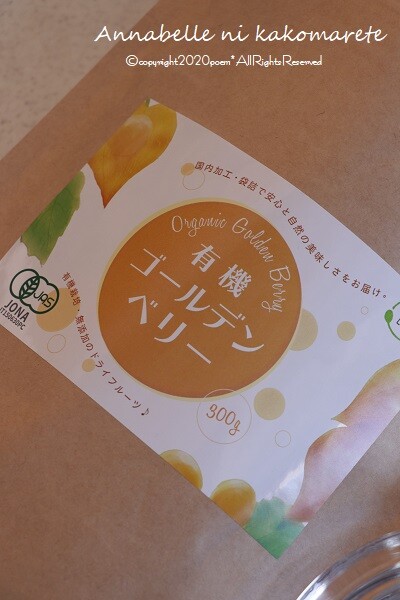 Annabelle ni kakomarete
©copyright2020poem*AllRightsReserved
国内加工・袋詰で安心と自然の美味しさをお届け。
Organic Golden Berry
有機
ゴールデン
ベリー
300g
有機栽培・無添加のドライフルーツ♪
JAS
JONA